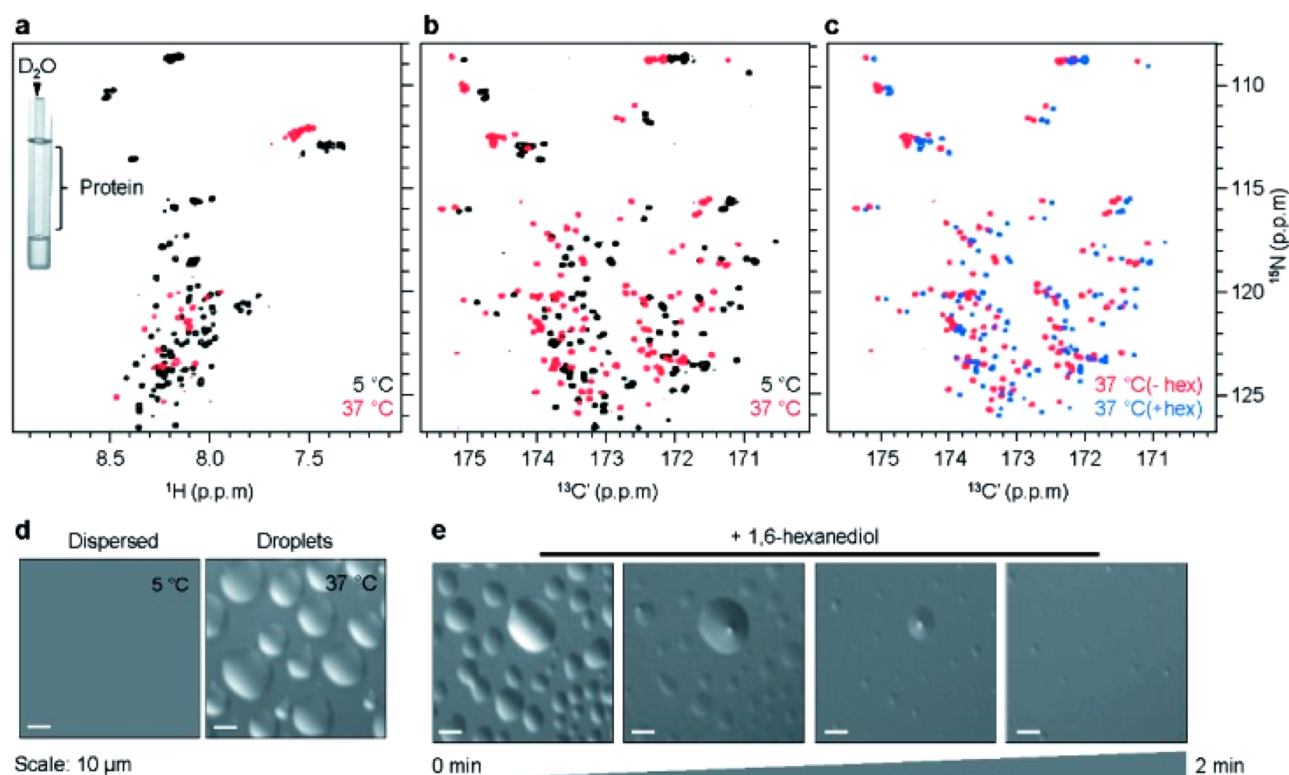 a
D₂O
Protein
5 °C
37 °C
8.5 8.0 7.5
¹H (p.p.m)
b
5 °C
37 °C
175 174 173 172 171
¹³C' (p.p.m)
c
110
115
120
125
¹⁵N (p.p.m)
37 °C(- hex)
37 °C(+hex)
175 174 173 172 171
¹³C' (p.p.m)
d
Dispersed
Droplets
5 °C
37 °C
Scale: 10 µm
e
+ 1,6-hexanediol
0 min
2 min